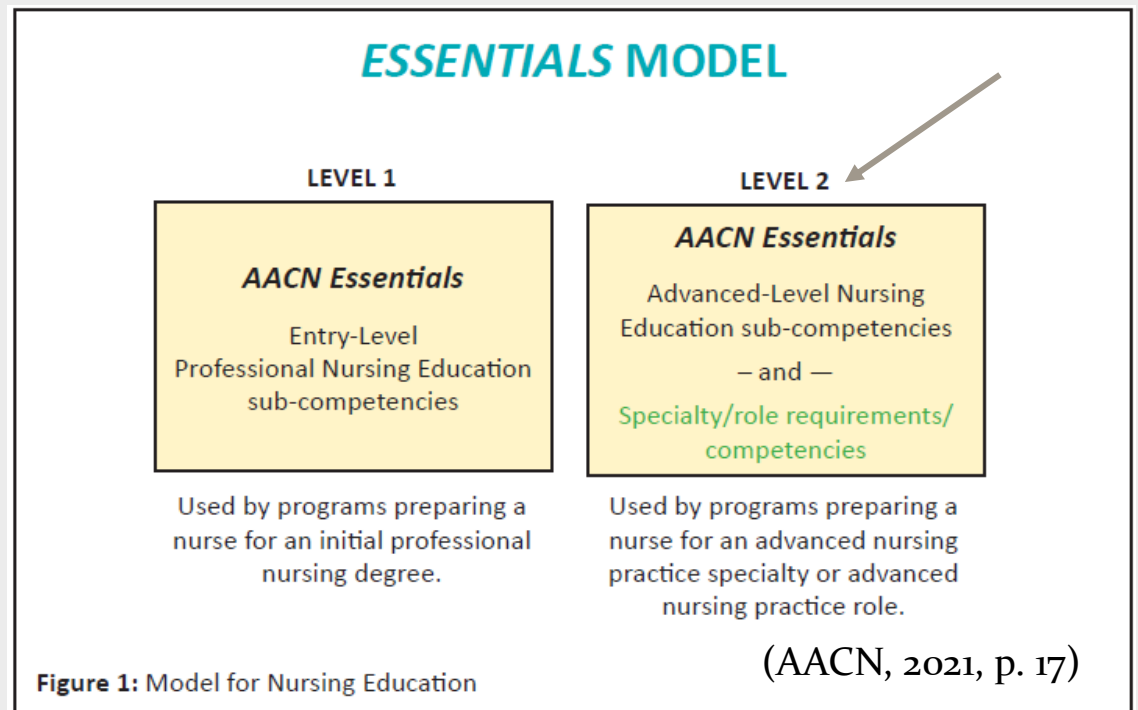 ESSENTIALS MODEL
LEVEL 1
AACN Essentials
Entry-Level
Professional Nursing Education
sub-competencies
Used by programs preparing a
nurse for an initial professional
nursing degree.
LEVEL 2
AACN Essentials
Advanced-Level Nursing
Education sub-competencies
– and —
Specialty/role requirements/
competencies
Used by programs preparing a
nurse for an advanced nursing
practice specialty or advanced
nursing practice role.
(AACN, 2021, p. 17)
Figure 1: Model for Nursing Education